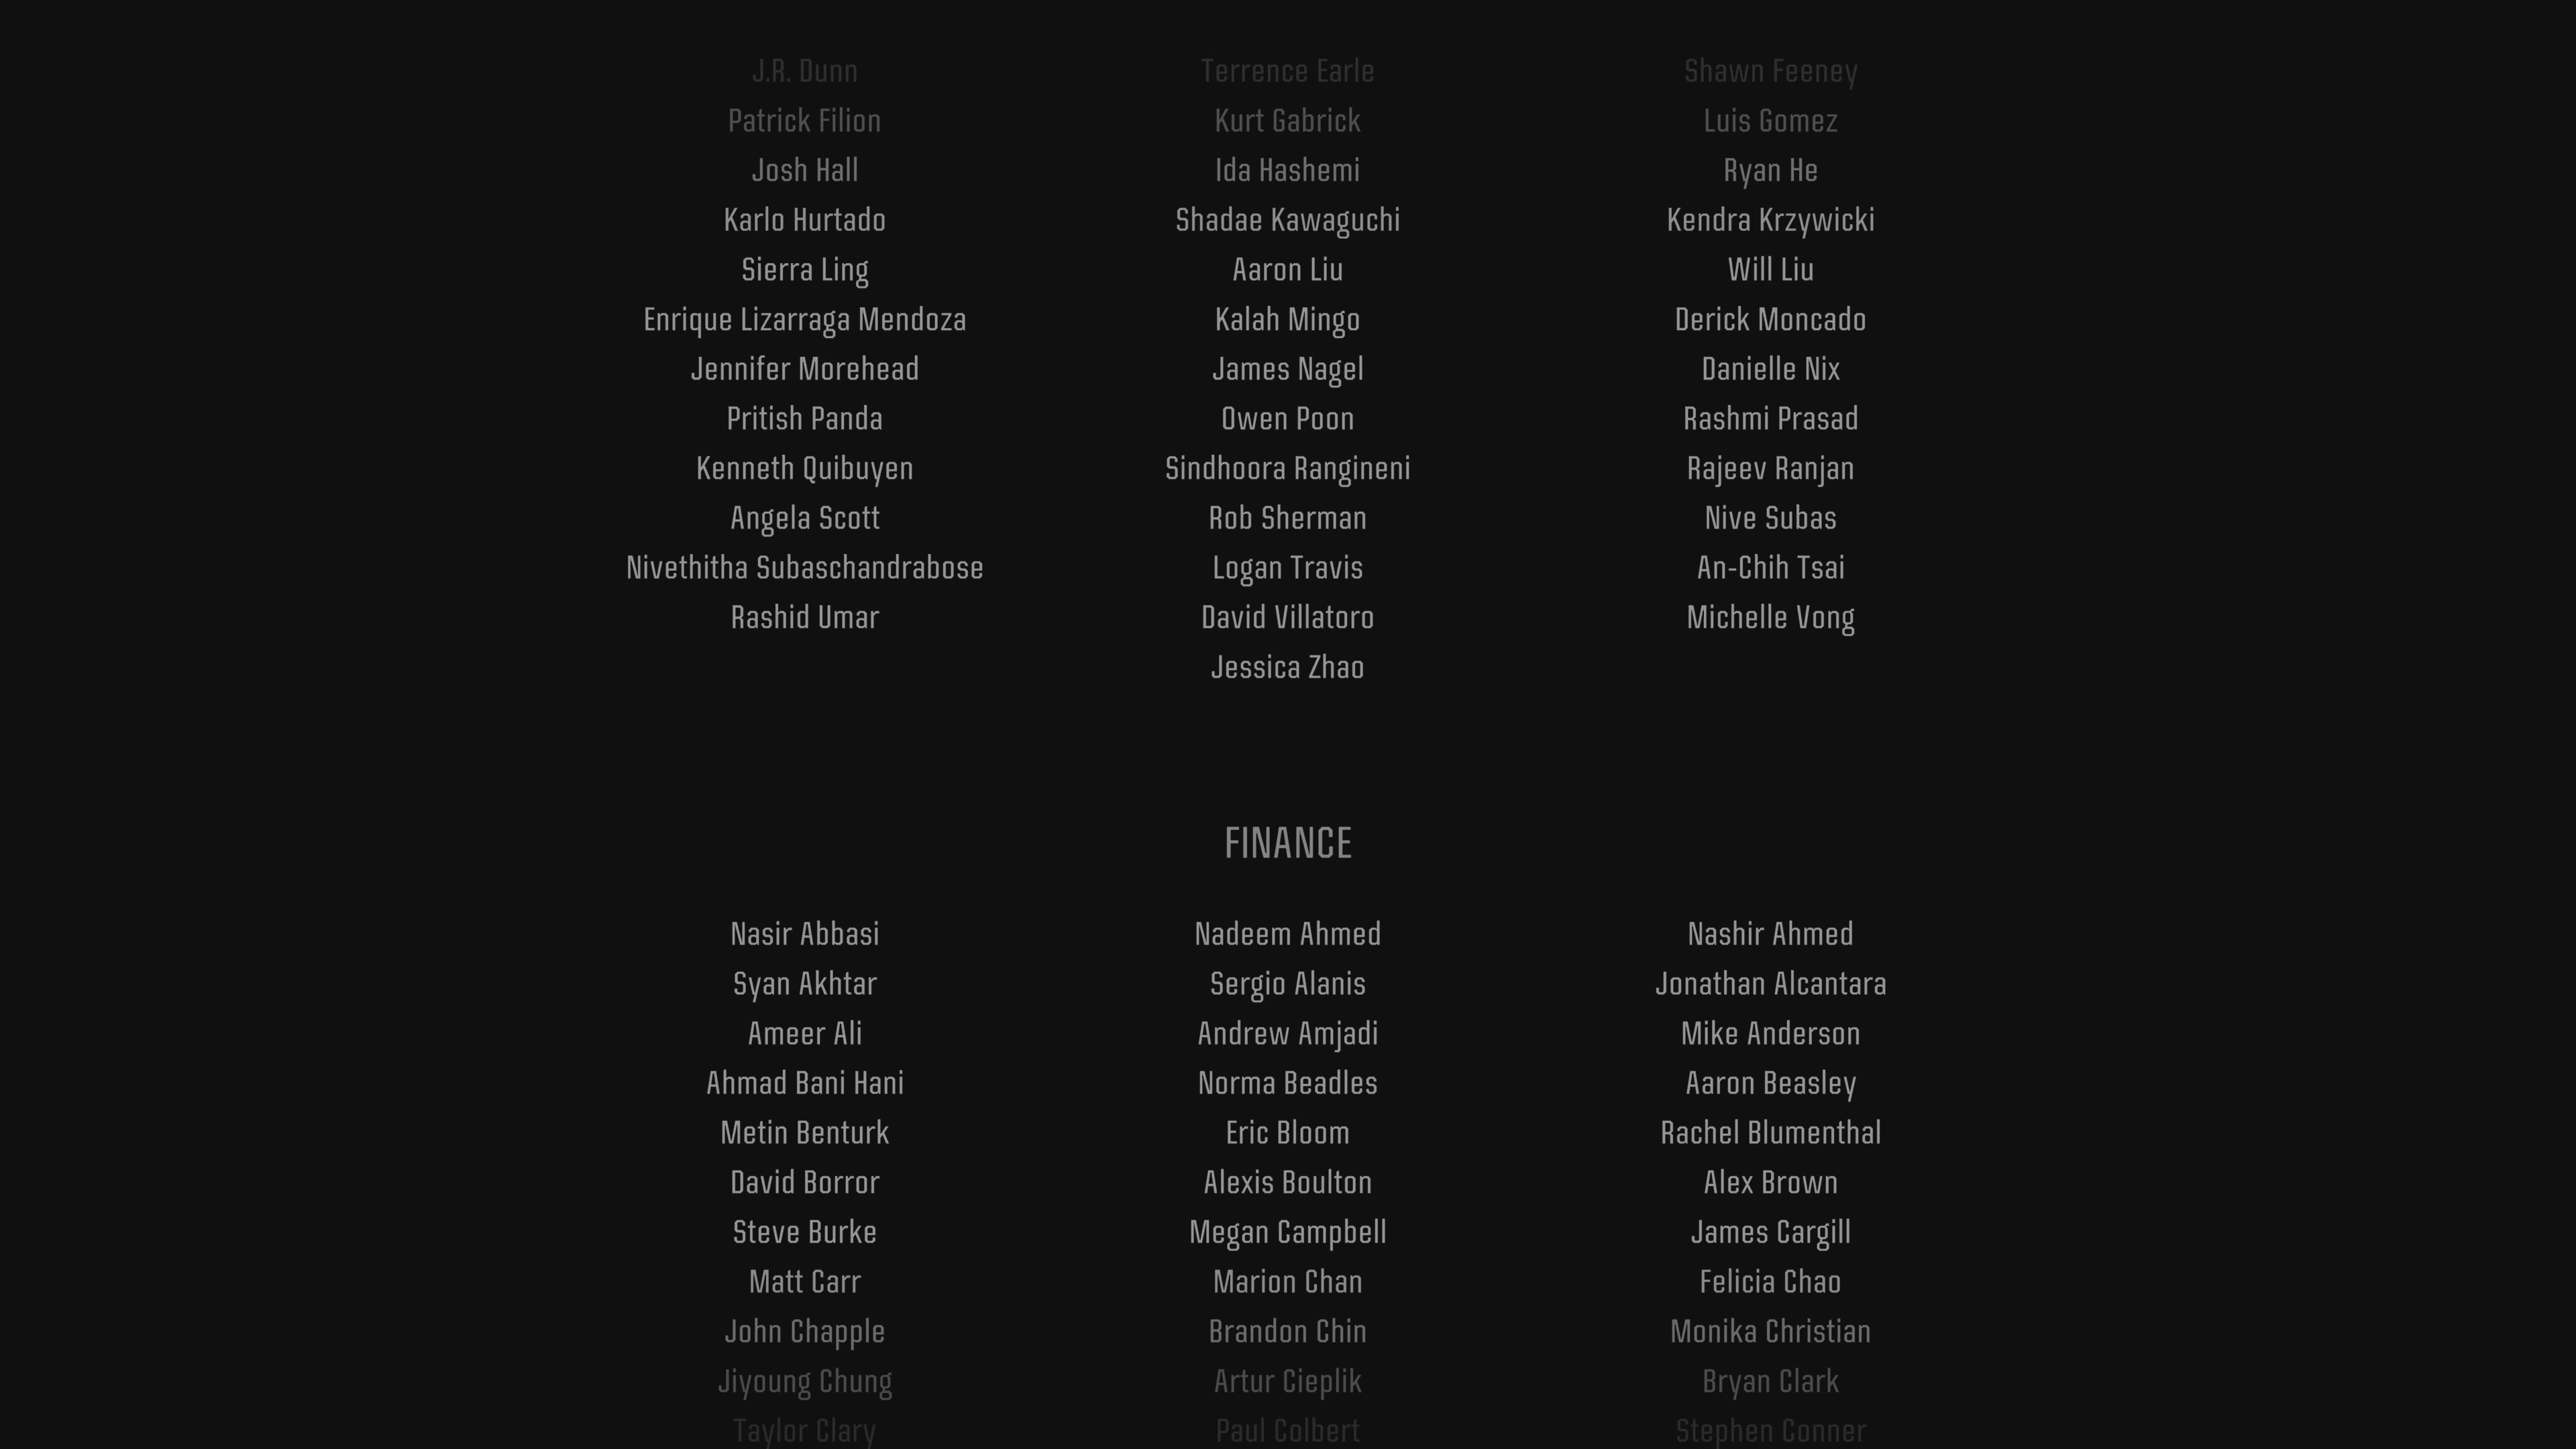 J.R. Dunn Terrence Earle Shawn Feeney
Patrick Filion Kurt Gabrick Luis Gomez
Josh Hall Ida Hashemi Ryan He
Karlo Hurtado Shadae Kawaguchi Kendra Krzywicki
Sierra Ling Aaron Liu Will Liu
Enrique Lizarraga Mendoza Kalah Mingo Derick Moncado
Jennifer Morehead James Nagel Danielle Nix
Pritish Panda Owen Poon Rashmi Prasad
Kenneth Quibuyen Sindhoora Rangineni Rajeev Ranjan
Angela Scott Rob Sherman Nive Subas
Nivethitha Subaschandrabose Logan Travis An-Chih Tsai
Rashid Umar David Villatoro Michelle Vong
Jessica Zhao
FINANCE
Nasir Abbasi Nadeem Ahmed Nashir Ahmed
Syan Akhtar Sergio Alanis Jonathan Alcantara
Ameer Ali Andrew Amjadi Mike Anderson
Ahmad Bani Hani Norma Beadles Aaron Beasley
Metin Benturk Eric Bloom Rachel Blumenthal
David Borror Alexis Boulton Alex Brown
Steve Burke Megan Campbell James Cargill
Matt Carr Marion Chan Felicia Chao
John Chapple Brandon Chin Monika Christian
Jiyoung Chung Artur Cieplik Bryan Clark
Taylor Clary Paul Colbert Stephen Conner